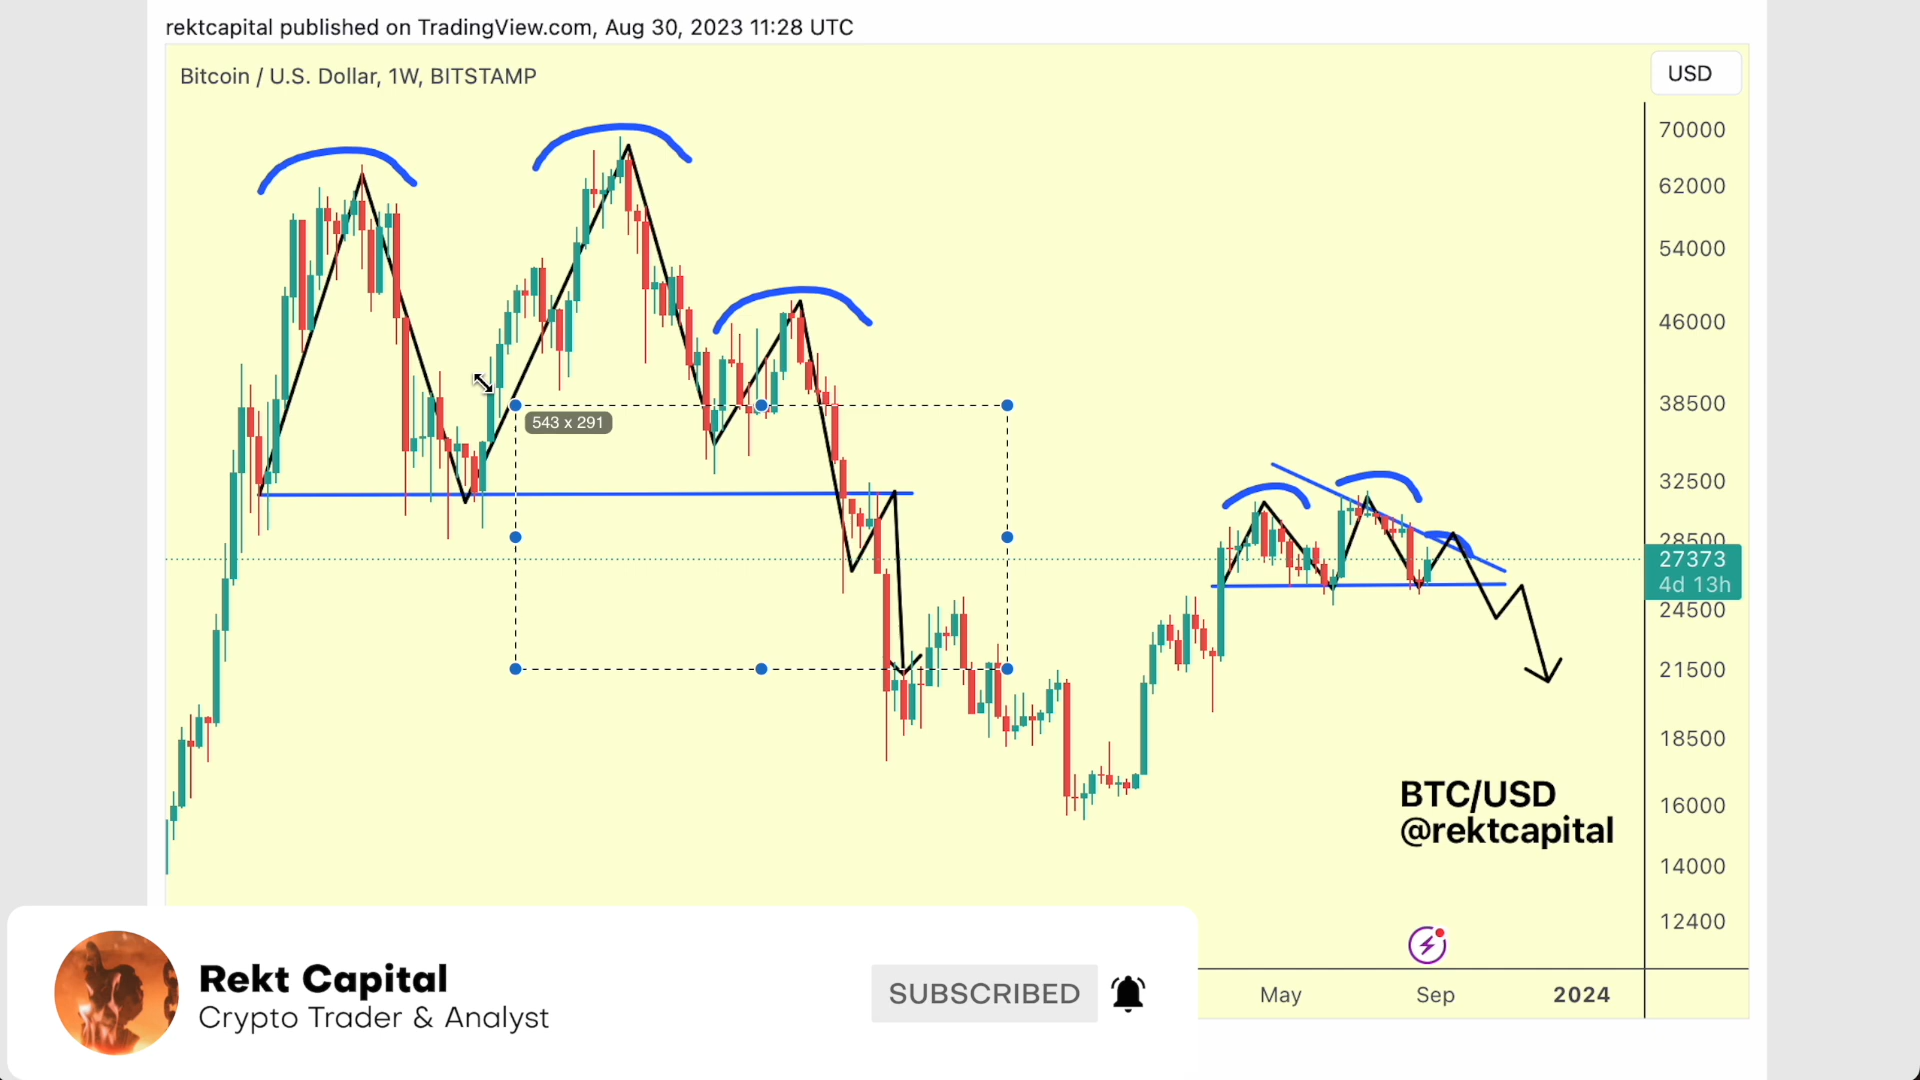 rektcapital published on TradingView.com, Aug 30, 2023 11:28 UTC
Bitcoin / U.S. Dollar, 1W, BITSTAMP
USD
70000
62000
54000
46000
543 x 291
38500
32500
28500
27373
4d 13h
24500
21500
18500
BTC/USD
@rektcapital
16000
14000
12400
Rekt Capital
Crypto Trader & Analyst
SUBSCRIBED
May
Sep
2024